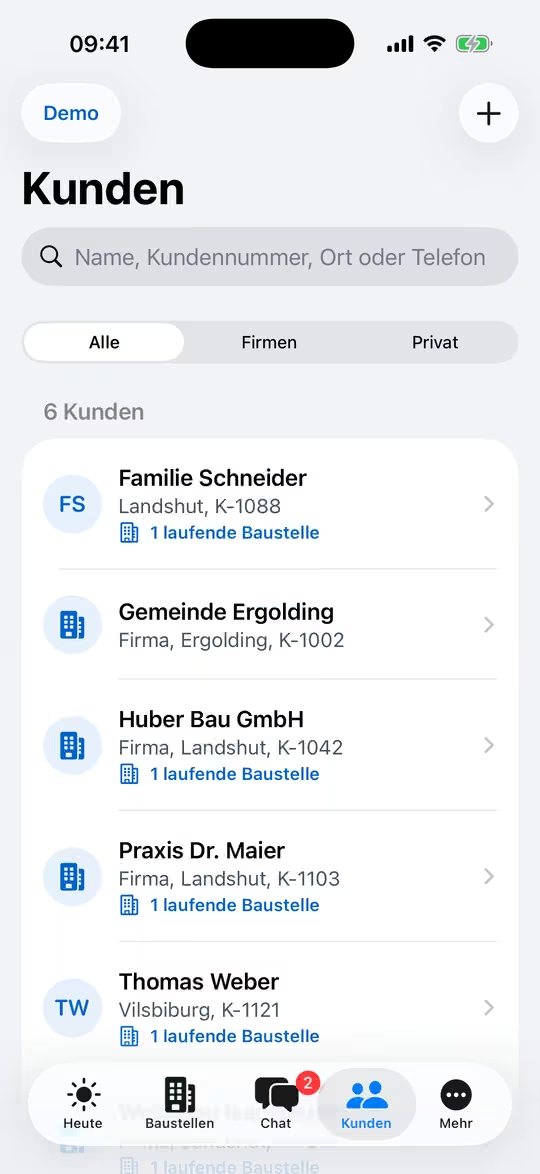 09:41
Demo
Kunden
Name, Kundennummer, Ort oder Telefon
Alle
Firmen
Privat
6 Kunden
FS
Familie Schneider
Landshut, K-1088
1 laufende Baustelle
Gemeinde Ergolding
Firma, Ergolding, K-1002
Huber Bau GmbH
Firma, Landshut, K-1042
1 laufende Baustelle
Praxis Dr. Maier
Firma, Landshut, K-1103
1 laufende Baustelle
TW
Thomas Weber
Vilsbiburg, K-1121
1 laufende Baustelle
2
Heute
Baustellen
Chat
Kunden
Mehr
1 laufende Baustelle